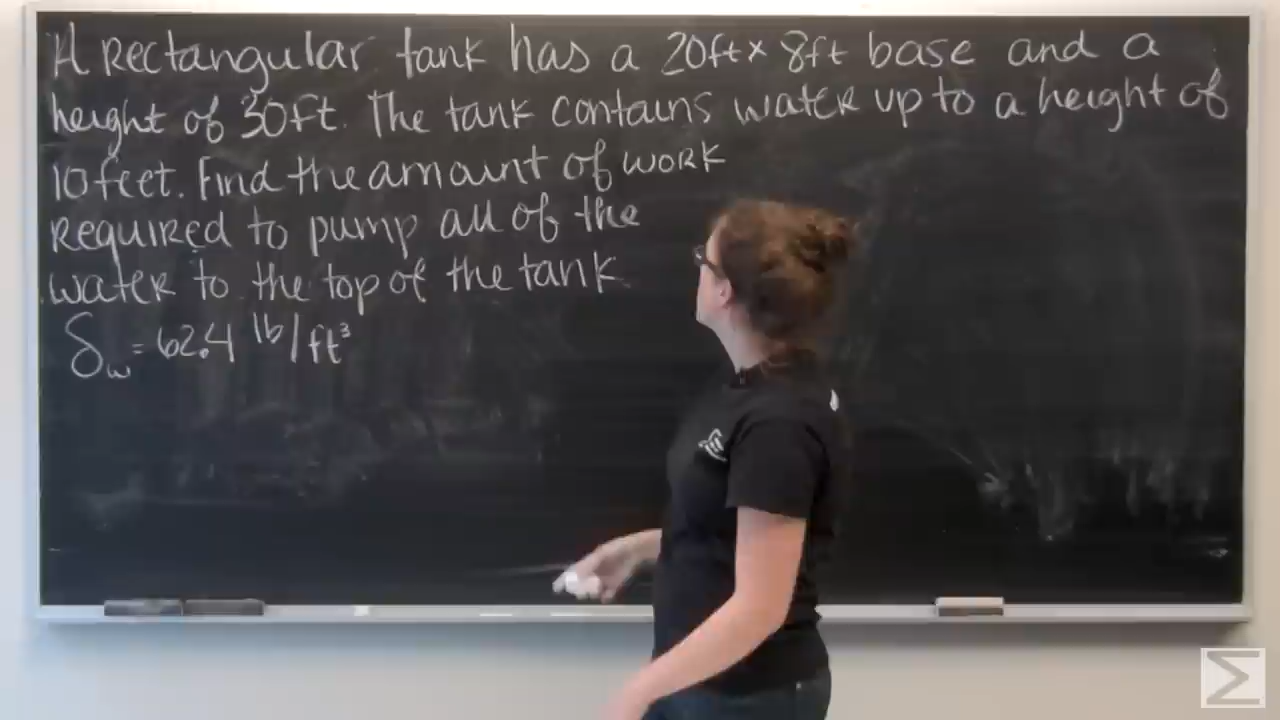 A Rectangular tank has a 20ft x 8ft base and a
height of 30ft. The tank contains water up to a height of
10 feet. Find the amount of work
required to pump all of the
water to the top of the tank.
δw = 62.4 lb/ft³
Σ